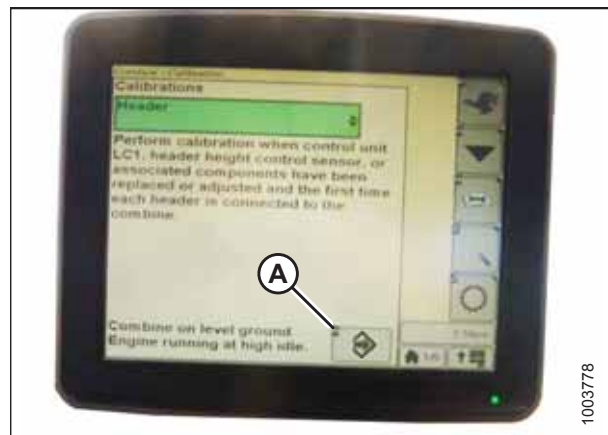 Calibrations
Header
Perform calibration when control unit
LC1, header height control sensor, or
associated components have been
replaced or adjusted and the first time
each header is connected to the
combine.
A
Combine on level ground.
Engine running at high idle.
1003778